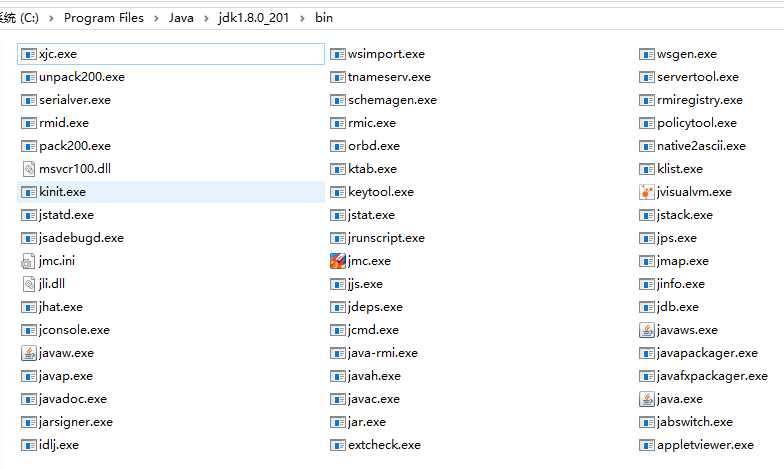 系统 (C:) > Program Files > Java > jdk1.8.0_201 > bin
xjc.exe wsimport.exe wsgen.exe
unpack200.exe tnameserv.exe servertool.exe
serialver.exe schemagen.exe rmiregistry.exe
rmid.exe rmic.exe policytool.exe
pack200.exe orbd.exe native2ascii.exe
msvcr100.dll ktab.exe klist.exe
kinit.exe keytool.exe jvisualvm.exe
jstatd.exe jstat.exe jstack.exe
jsadebugd.exe jrunscript.exe jps.exe
jmc.ini jmc.exe jmap.exe
jli.dll jjs.exe jinfo.exe
jhat.exe jdeps.exe jdb.exe
jconsole.exe jcmd.exe javaws.exe
javaw.exe java-rmi.exe javapackager.exe
javap.exe javah.exe javafxpackager.exe
javadoc.exe javac.exe java.exe
jarsigner.exe jar.exe jabswitch.exe
idlj.exe extcheck.exe appletviewer.exe